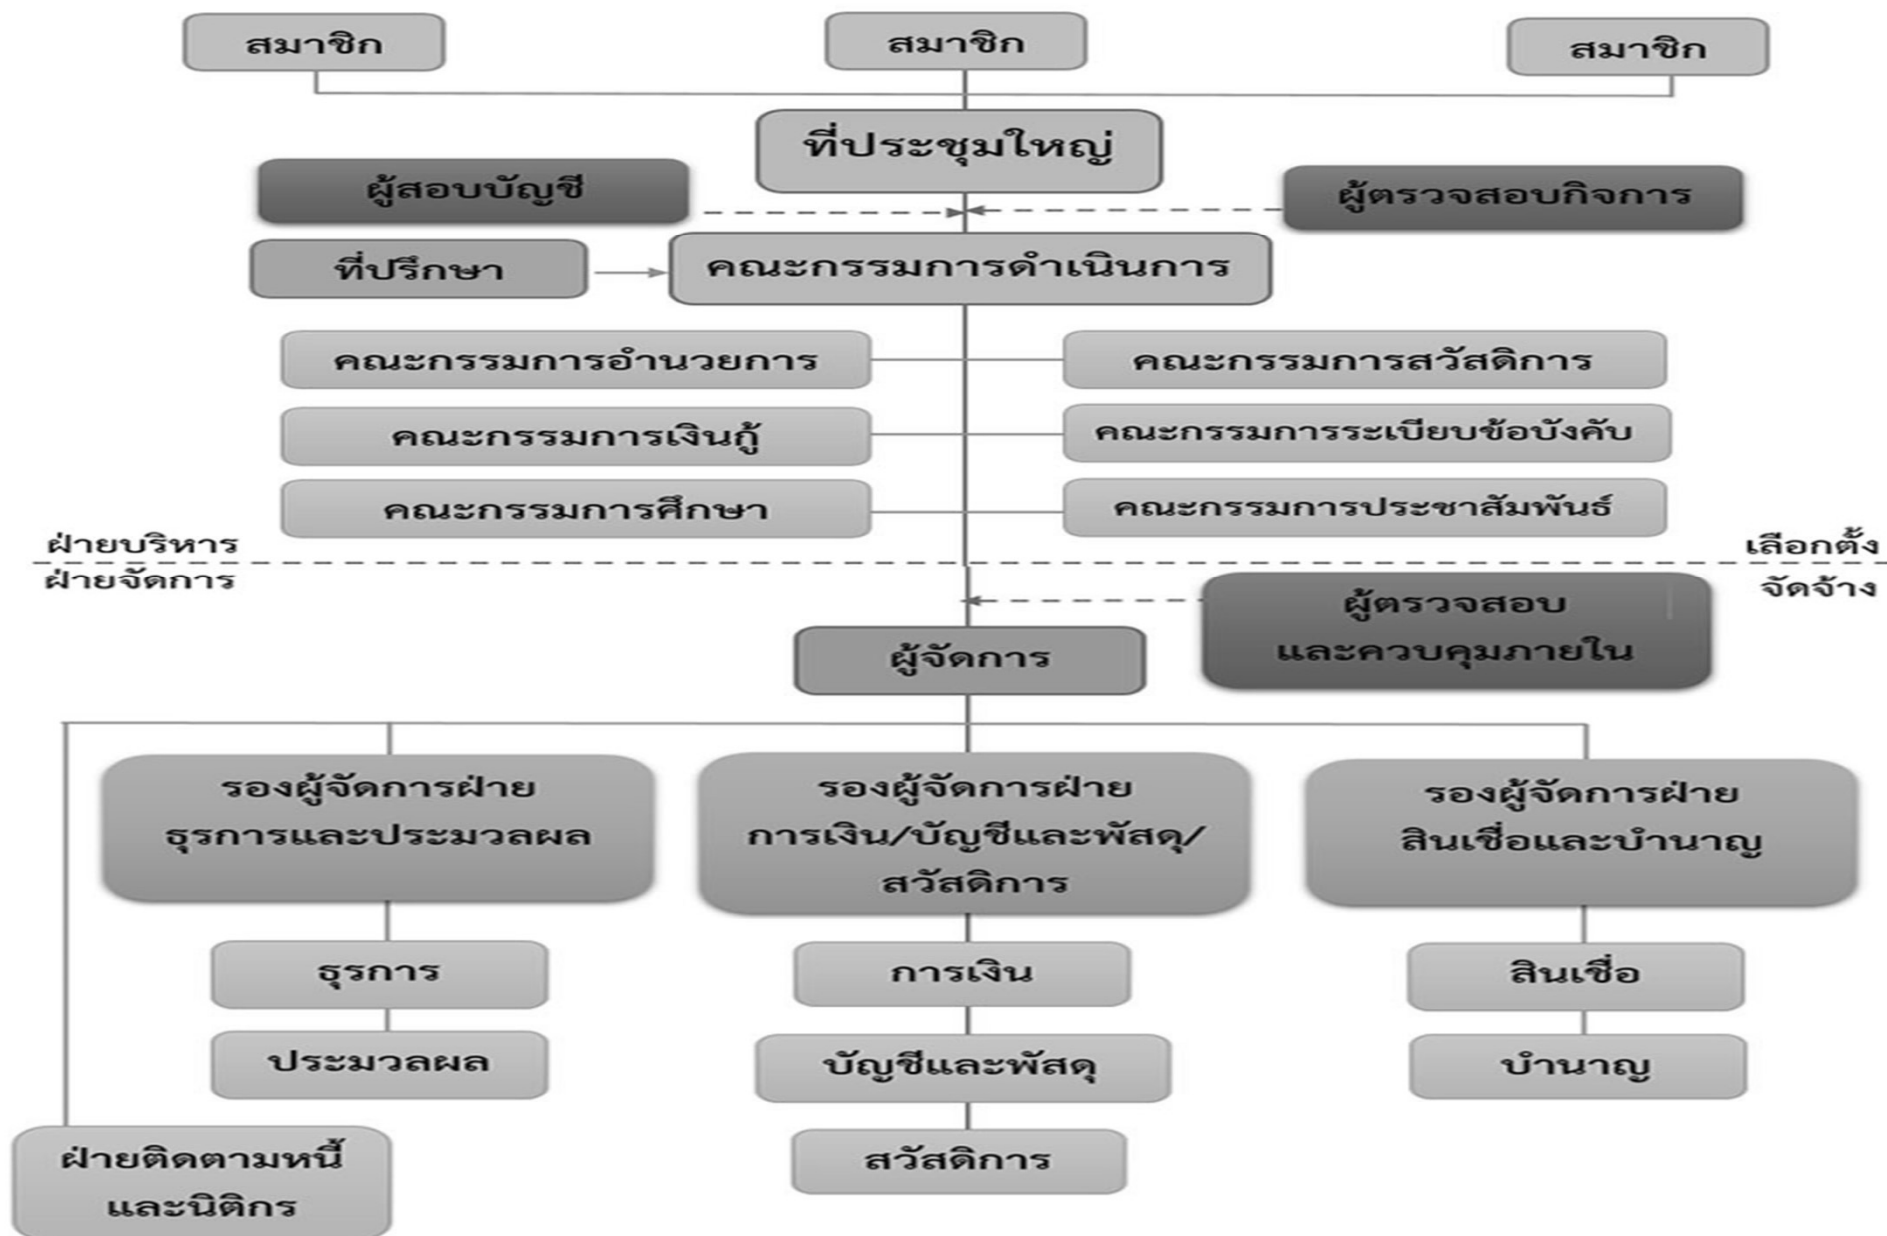 สมาชิก
สมาชิก
สมาชิก
ที่ประชุมใหญ่
ผู้สอบบัญชี
ผู้ตรวจสอบกิจการ
ที่ปรึกษา
คณะกรรมการดำเนินการ
คณะกรรมการอำนวยการ
คณะกรรมการสวัสดิการ
คณะกรรมการเงินกู้
คณะกรรมการระเบียบข้อบังคับ
คณะกรรมการศึกษา
คณะกรรมการประชาสัมพันธ์
ฝ่ายบริหาร
เลือกตั้ง
ฝ่ายจัดการ
จัดจ้าง
ผู้ตรวจสอบ
และควบคุมภายใน
ผู้จัดการ
รองผู้จัดการฝ่าย
ธุรการและประมวลผล
รองผู้จัดการฝ่าย
การเงิน/บัญชีและพัสดุ/
สวัสดิการ
รองผู้จัดการฝ่าย
สินเชื่อและบำนาญ
ธุรการ
การเงิน
สินเชื่อ
ประมวลผล
บัญชีและพัสดุ
บำนาญ
ฝ่ายติดตามหนี้
และนิติกร
สวัสดิการ